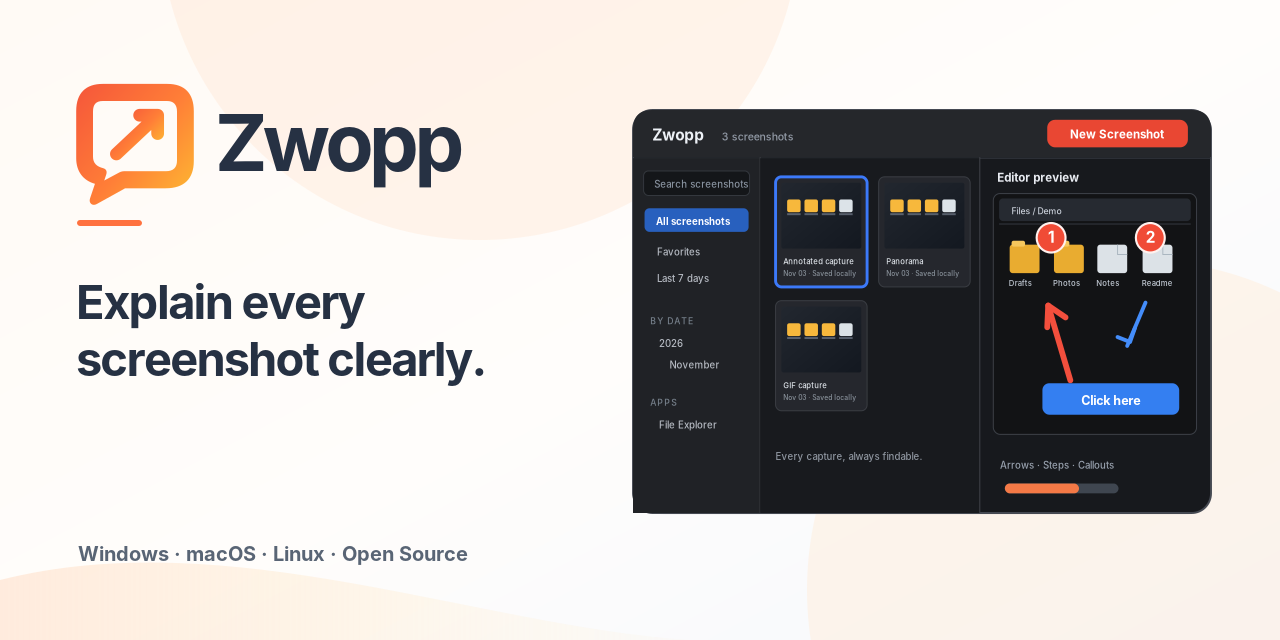 Zwopp
Explain every
screenshot clearly.
Windows · macOS · Linux · Open Source
Zwopp
3 screenshots
New Screenshot
Search screenshots
All screenshots
Favorites
Last 7 days
BY DATE
2026
November
APPS
File Explorer
Annotated capture
Nov 03 · Saved locally
Panorama
Nov 03 · Saved locally
GIF capture
Nov 03 · Saved locally
Every capture, always findable.
Editor preview
Files / Demo
1
2
Drafts
Photos
Notes
Readme
Click here
Arrows · Steps · Callouts